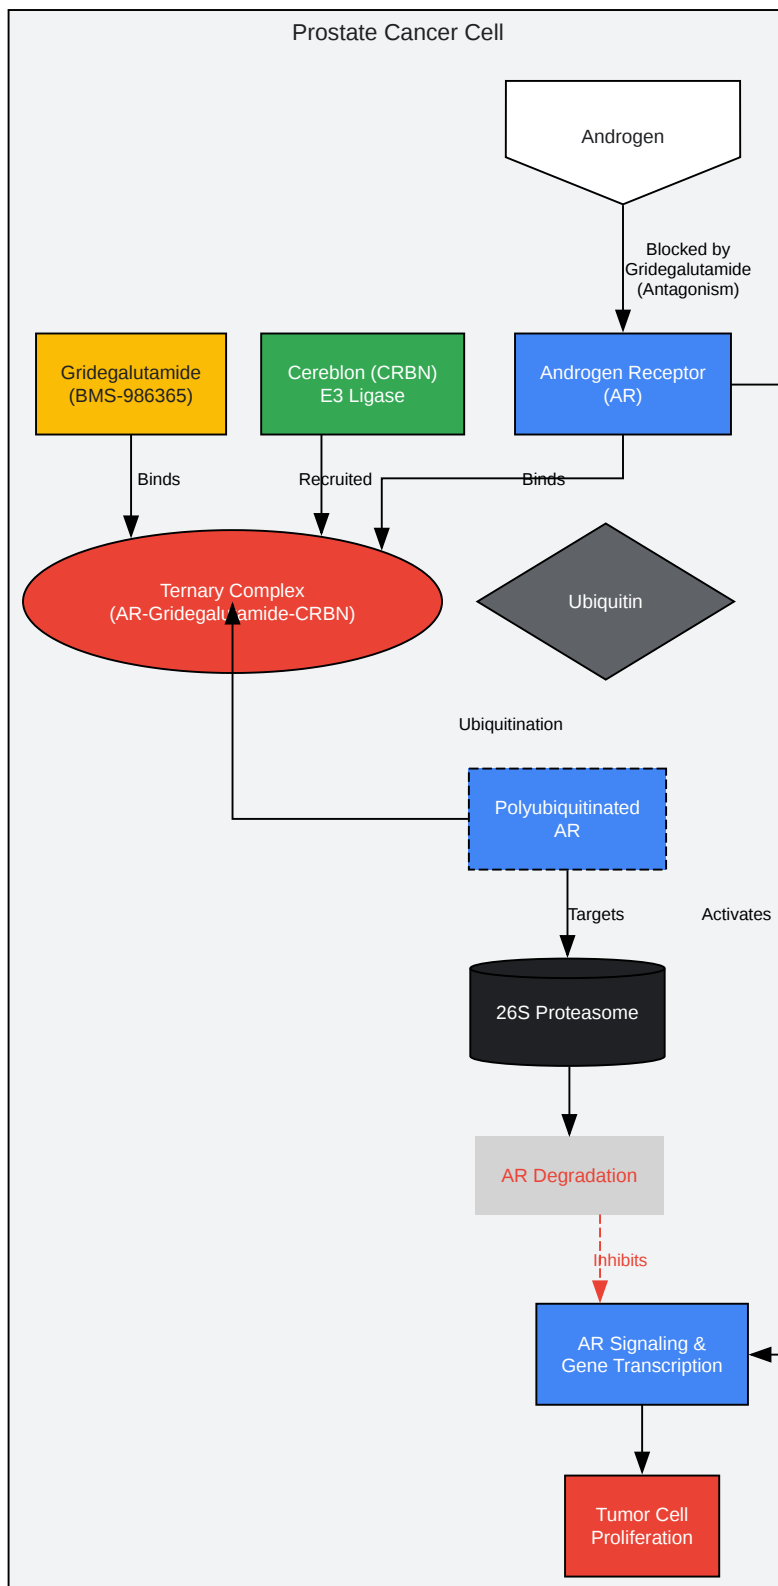 Prostate Cancer Cell
Androgen
Blocked by
Gridegalutamide
(Antagonism)
Gridegalutamide
(BMS-986365)
Cereblon (CRBN)
E3 Ligase
Androgen Receptor
(AR)
Binds
Recruited
Binds
Ternary Complex
(AR-Gridegalutamide-CRBN)
Ubiquitin
Ubiquitination
Polyubiquitinated
AR
Targets
Activates
26S Proteasome
AR Degradation
Inhibits
AR Signaling &
Gene Transcription
Tumor Cell
Proliferation